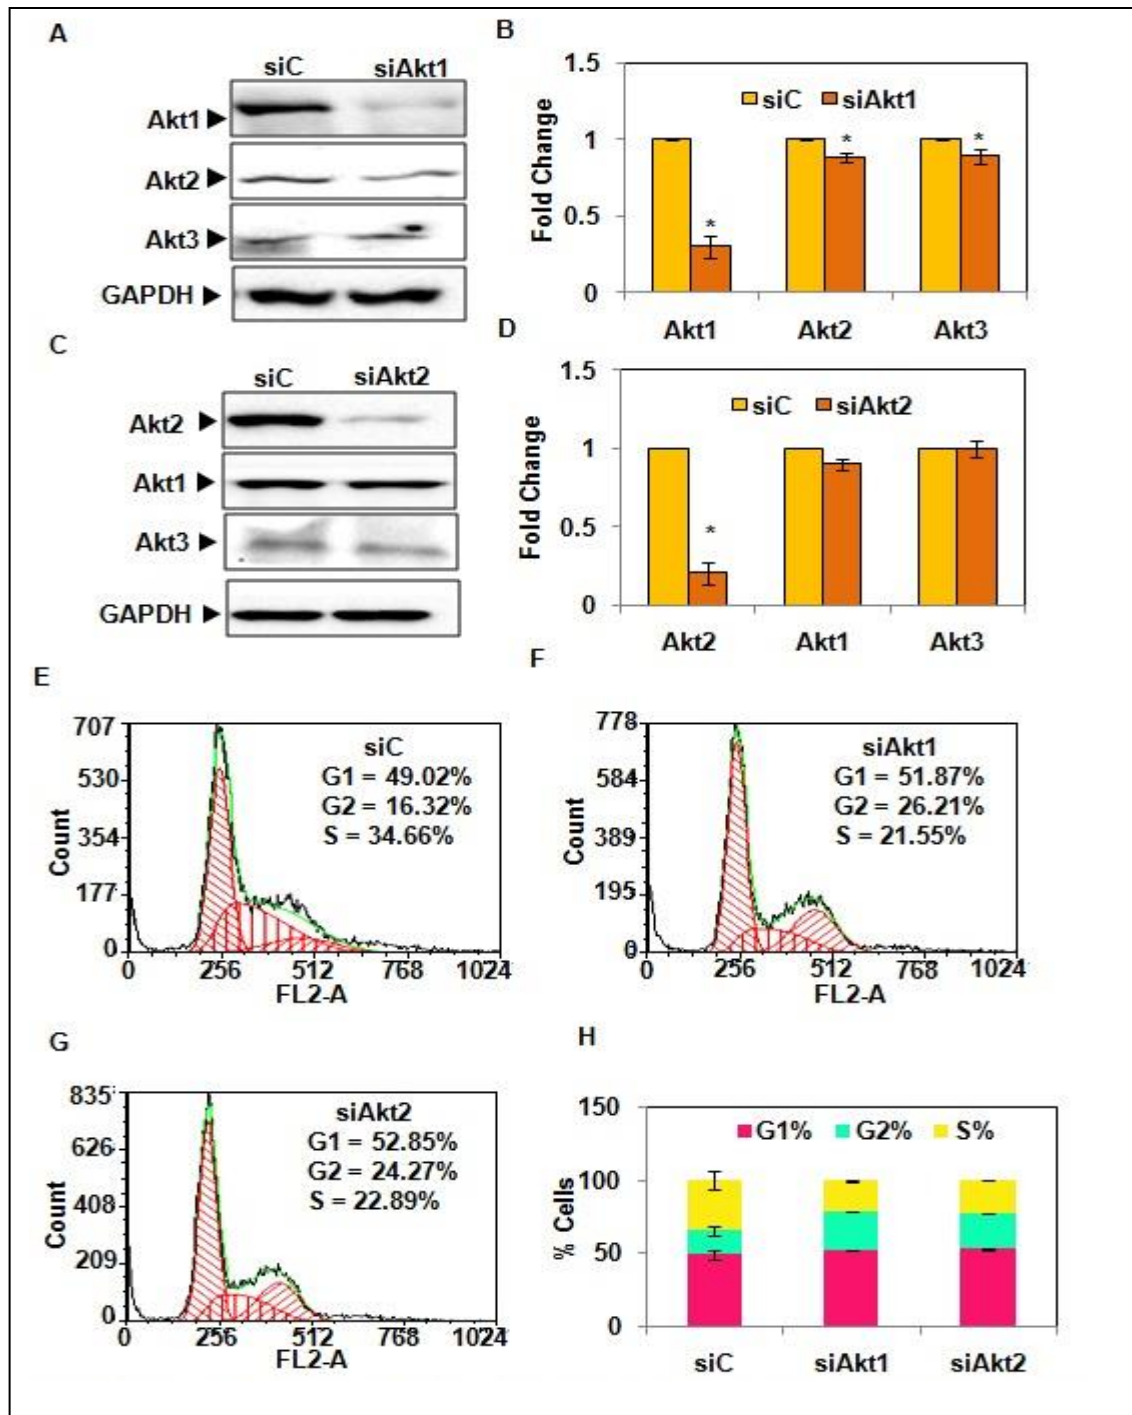 A
siC siAkt1
Akt1
Akt2
Akt3
GAPDH
B
1.5
siC siAkt1
1
* * *
0.5
0
Fold Change
Akt1 Akt2 Akt3
C
siC siAkt2
Akt2
Akt1
Akt3
GAPDH
D
1.5
siC siAkt2
1
0.5
*
0
Fold Change
Akt2 Akt1 Akt3
E
707
530
354
177
0
Count
siC
G1 = 49.02%
G2 = 16.32%
S = 34.66%
0 256 512 768 1024
FL2-A
F
778
584
389
195
0
Count
siAkt1
G1 = 51.87%
G2 = 26.21%
S = 21.55%
0 256 512 768 1024
FL2-A
G
835
626
408
209
0
Count
siAkt2
G1 = 52.85%
G2 = 24.27%
S = 22.89%
0 256 512 768 1024
FL2-A
H
150
G1% G2% S%
100
50
0
% Cells
siC siAkt1 siAkt2